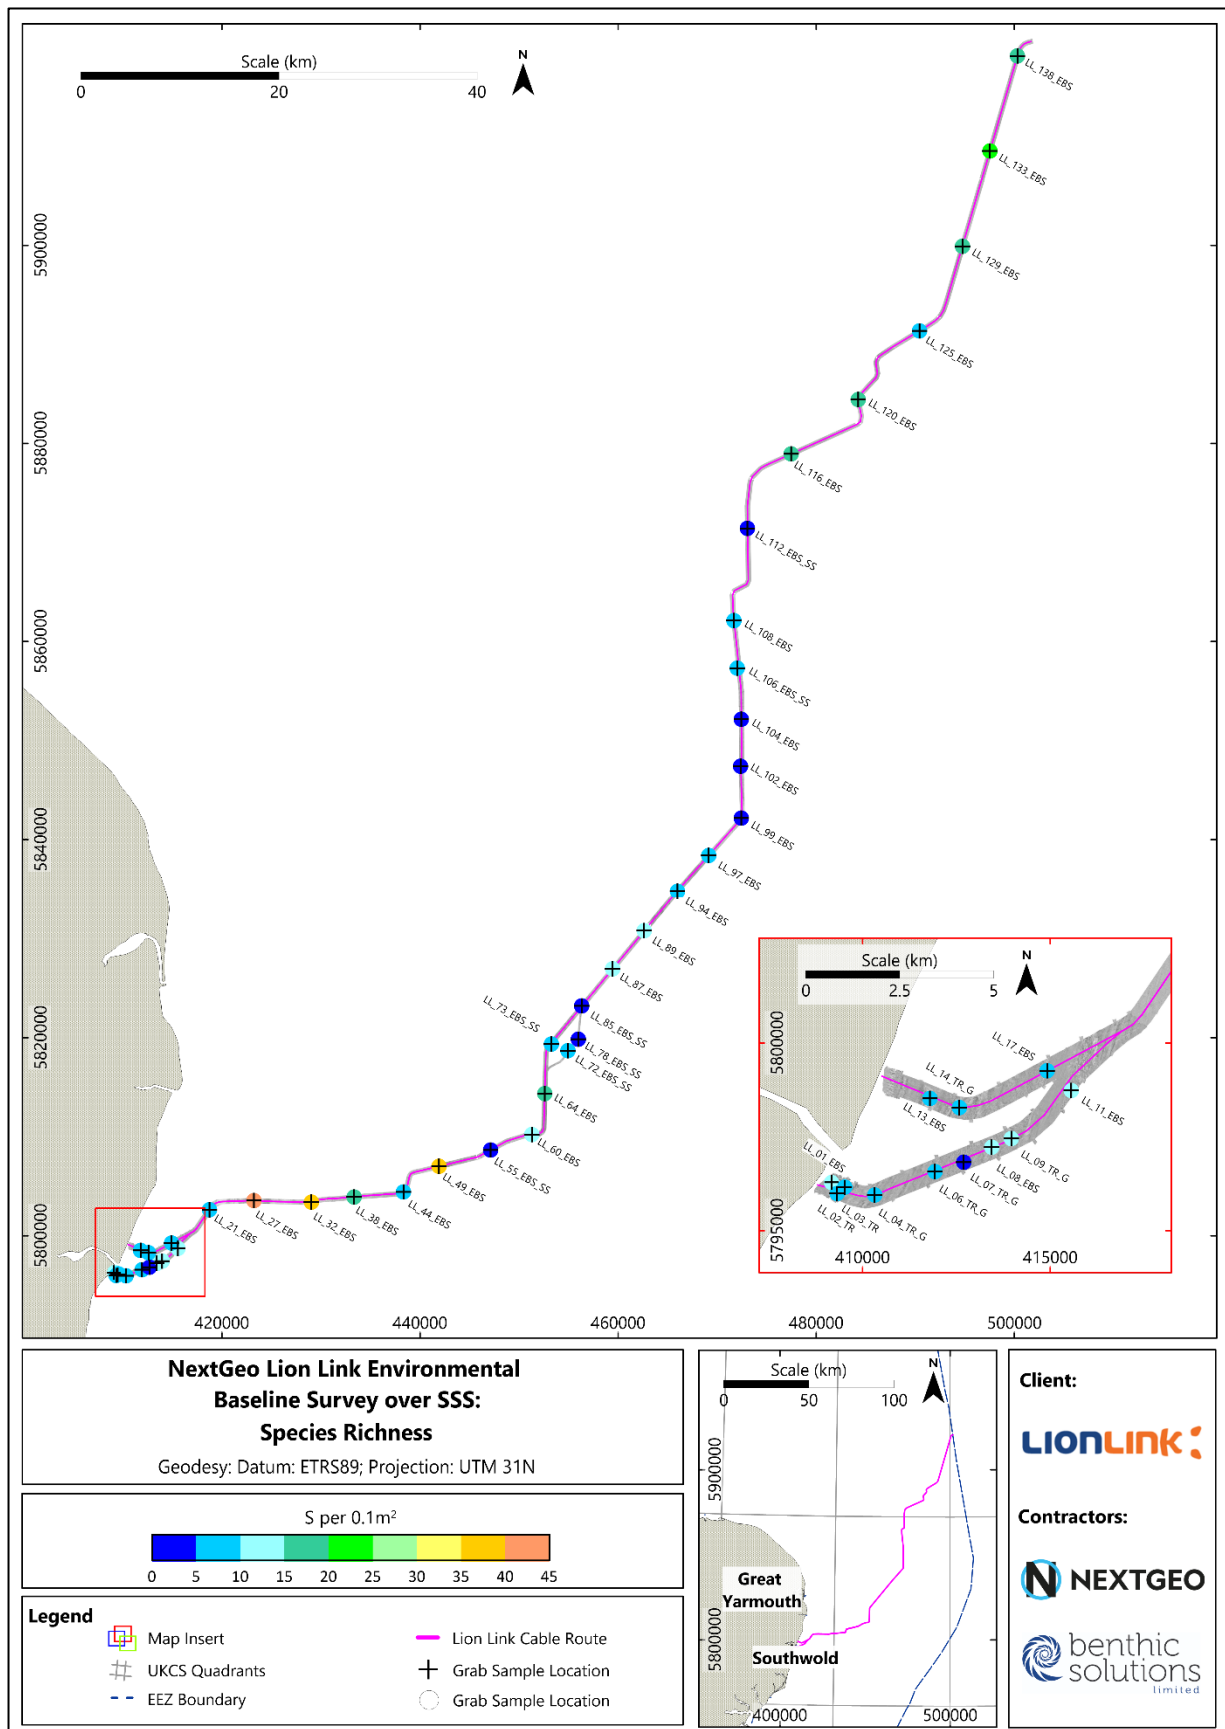 Scale (km)
N
0 20 40
LL_138_EBS
LL_133_EBS
5900000
LL_129_EBS
LL_125_EBS
LL_120_EBS
5880000
LL_116_EBS
LL_112_EBS_SS
LL_108_EBS
5860000
LL_106_EBS_SS
LL_104_EBS
LL_102_EBS
LL_99_EBS
5840000
LL_97_EBS
LL_94_EBS
LL_89_EBS
LL_87_EBS
LL_85_EBS_SS
LL_73_EBS_SS
5820000
LL_78_EBS_SS
LL_72_EBS_SS
LL_64_EBS
LL_60_EBS
LL_55_EBS_SS
LL_49_EBS
LL_44_EBS
LL_38_EBS
LL_32_EBS
LL_27_EBS
LL_21_EBS
5800000
420000 440000 460000 480000 500000
Scale (km)
N
0 2.5 5
5800000
LL_17_EBS
LL_14_TR_G
LL_13_EBS
LL_11_EBS
LL_09_TR_G
LL_08_EBS
LL_07_TR_G
LL_06_TR_G
LL_04_TR_G
LL_03_TR
LL_02_TR
LL_01_EBS
5795000
410000 415000
NextGeo Lion Link Environmental
Baseline Survey over SSS:
Species Richness
Geodesy: Datum: ETRS89; Projection: UTM 31N
S per 0.1m²
0 5 10 15 20 25 30 35 40 45
Legend
Map Insert
UKCS Quadrants
EEZ Boundary
Lion Link Cable Route
Grab Sample Location
Grab Sample Location
Scale (km)
N
0 50 100
5900000
5800000
Great
Yarmouth
Southwold
400000 500000
Client:
LIONLINK
Contractors:
N NEXTGEO
benthic
solutions
limited